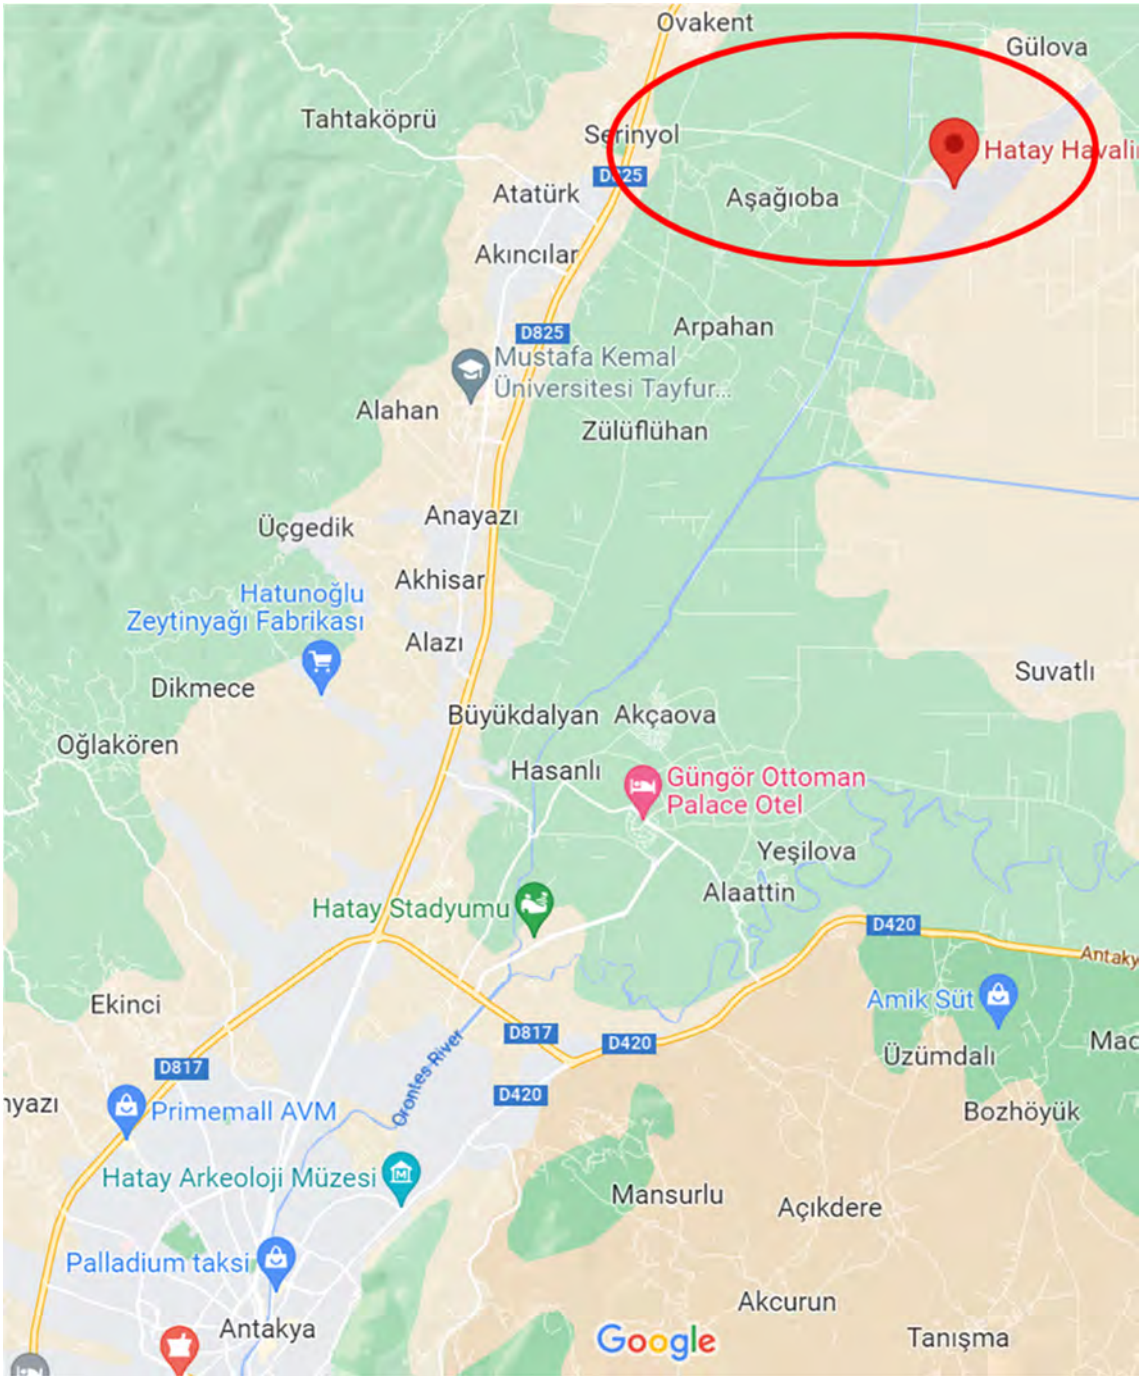 Ovakent
Gülova
Tahtaköprü
Serinyol
Hatay Havalir
D825
Atatürk
Aşağıoba
Akıncılar
Arpahan
D825
Mustafa Kemal
Üniversitesi Tayfur...
Alahan
Zülüflühan
Anayazı
Üçgedik
Akhisar
Hatunoğlu
Zeytinyağı Fabrikası
Alazı
Suvatlı
Dikmece
Büyükdalyan
Akçaova
Oğlakören
Hasanlı
Güngör Ottoman
Palace Otel
Yeşilova
Alaattin
Hatay Stadyumu
D420
Antaky
Ekinci
Amik Süt
D817
D420
Mad
Üzümdalı
D817
Orontes River
D420
nyazı
Primemall AVM
Bozhöyük
Hatay Arkeoloji Müzesi
M
Mansurlu
Açıkdere
Palladium taksi
Akcurun
Antakya
Google
Tanışma